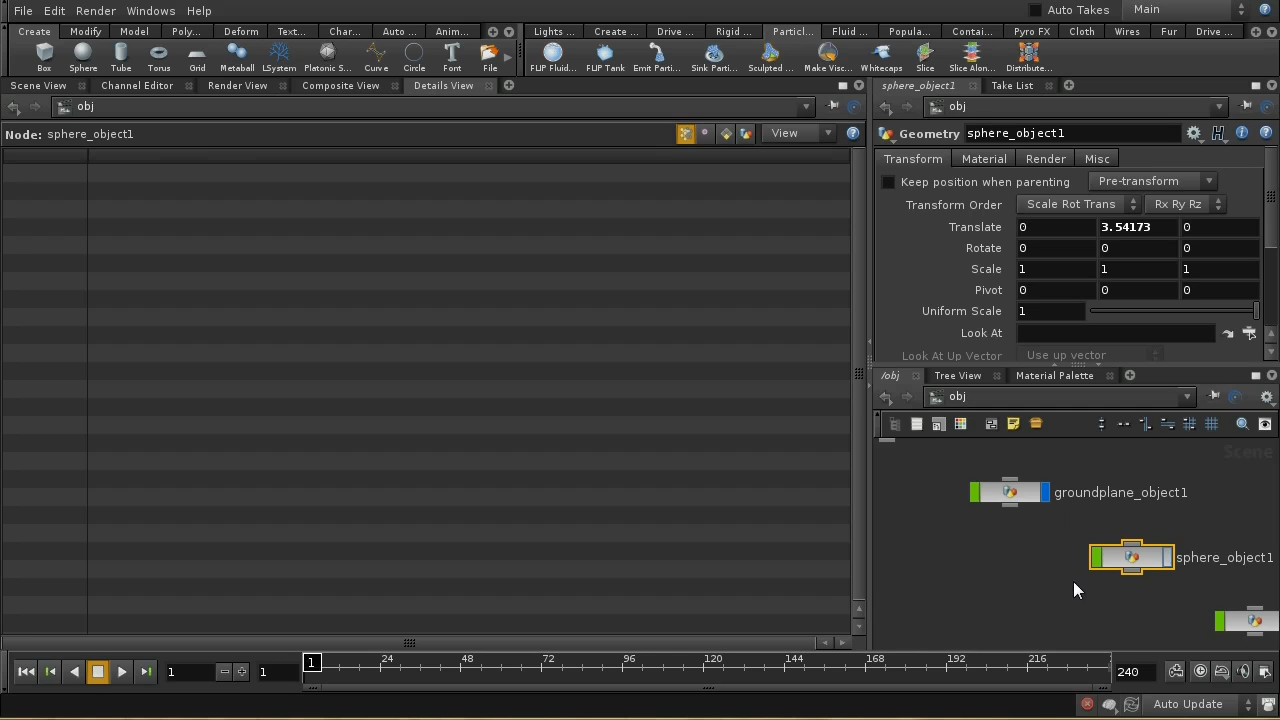 File Edit Render Windows Help Auto Takes Main
Create Modify Model Poly... Deform Text... Char... Auto ... Anim... Lights ... Create ... Drive ... Rigid ... Particl... Fluid ... Popula... Contai... Pyro FX Cloth Wires Fur Drive ...
Box Sphere Tube Torus Grid Metaball LSystem Platonic S... Curve Circle Font File FLIP Fluid... FLIP Tank Emit Parti... Sink Parti... Sculpted ... Make Visc... Whitecaps Slice Slice Alon... Distribute...
Scene View Channel Editor Render View Composite View Details View sphere_object1 Take List
obj obj
Node: sphere_object1 View Geometry sphere_object1
Transform Material Render Misc
Keep position when parenting Pre-transform
Transform Order Scale Rot Trans Rx Ry Rz
Translate 0 3.54173 0
Rotate 0 0 0
Scale 1 1 1
Pivot 0 0 0
Uniform Scale 1
Look At
Look At Up Vector Use up vector
/obj Tree View Material Palette
obj
Scene
groundplane_object1
sphere_object1
1 1 1 24 48 72 96 120 144 168 192 216 240
Auto Update